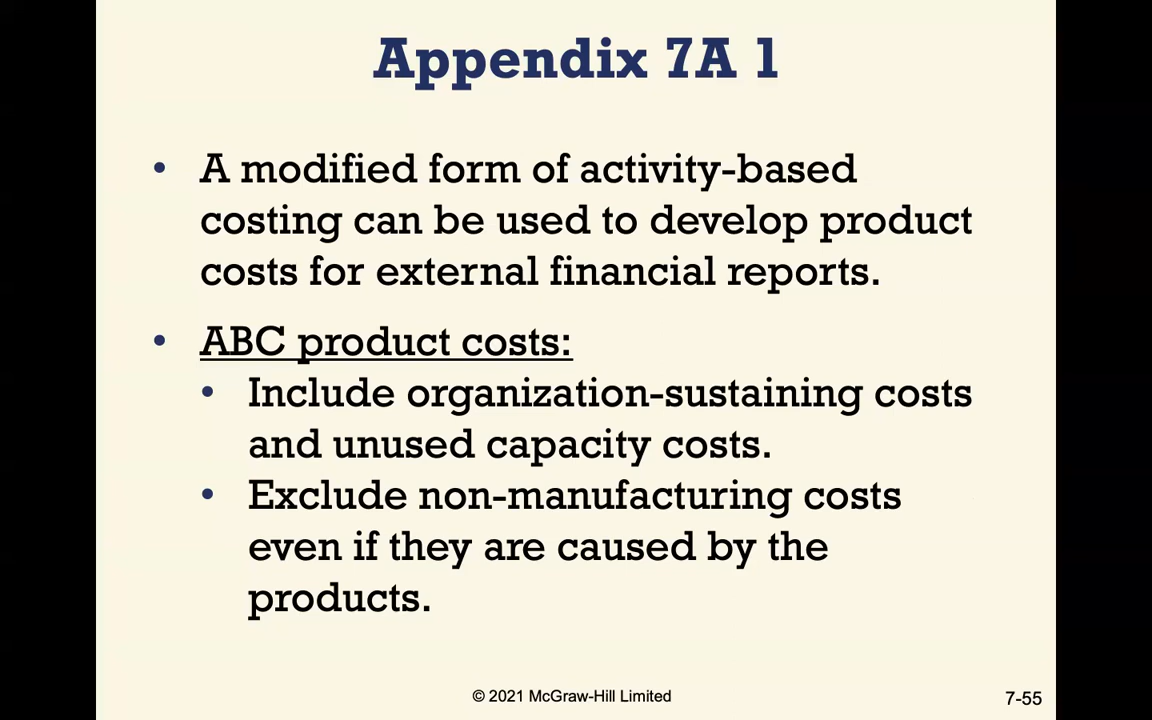 Appendix 7A 1
• A modified form of activity-based
costing can be used to develop product
costs for external financial reports.
• ABC product costs:
• Include organization-sustaining costs
and unused capacity costs.
• Exclude non-manufacturing costs
even if they are caused by the
products.
© 2021 McGraw-Hill Limited
7-55